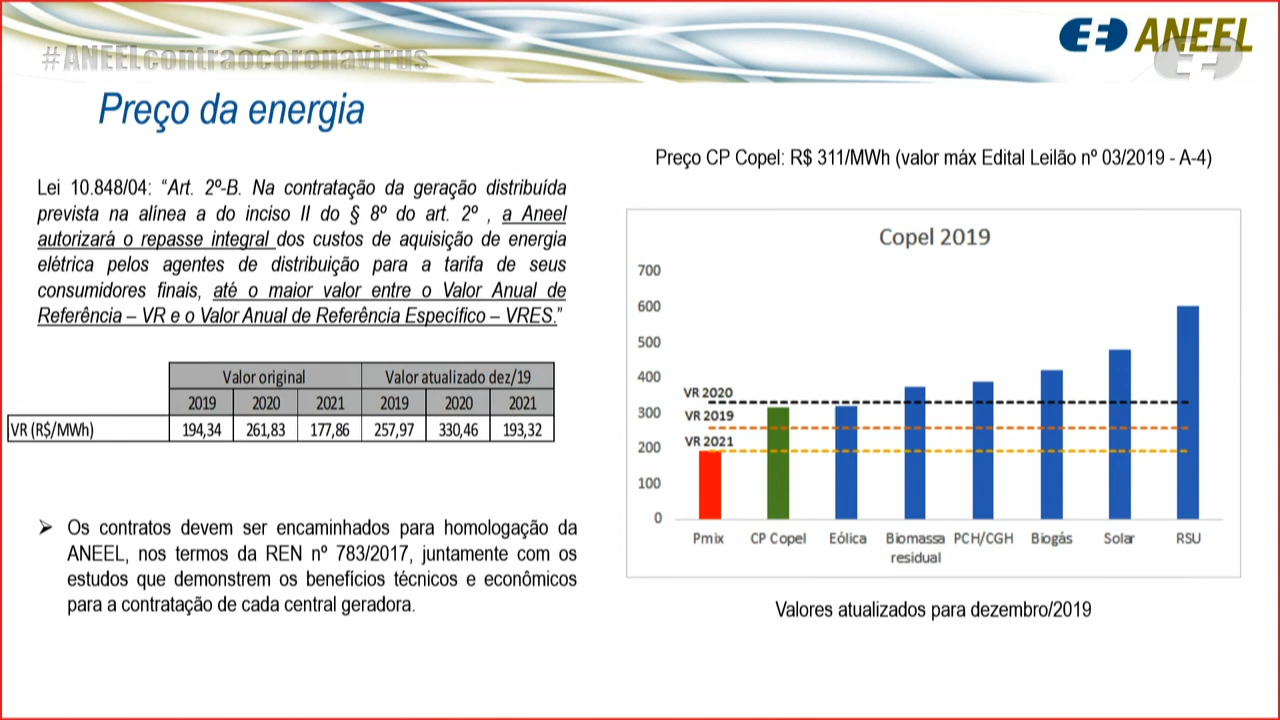 #ANEELcontraocoronavirus
ANEEL
Preço da energia
Preço CP Copel: R$ 311/MWh (valor máx Edital Leilão nº 03/2019 - A-4)
Lei 10.848/04: “Art. 2º-B. Na contratação da geração distribuída
prevista na alínea a do inciso II do § 8º do art. 2º , a Aneel
autorizará o repasse integral dos custos de aquisição de energia
elétrica pelos agentes de distribuição para a tarifa de seus
consumidores finais, até o maior valor entre o Valor Anual de
Referência – VR e o Valor Anual de Referência Específico – VRES.”
Valor original Valor atualizado dez/19
2019 2020 2021 2019 2020 2021
VR (R$/MWh) 194,34 261,83 177,86 257,97 330,46 193,32
➢ Os contratos devem ser encaminhados para homologação da
ANEEL, nos termos da REN nº 783/2017, juntamente com os
estudos que demonstrem os benefícios técnicos e econômicos
para a contratação de cada central geradora.
Copel 2019
700
600
500
400
300
200
100
0
VR 2020
VR 2019
VR 2021
Pmix CP Copel Eólica Biomassa PCH/CGH Biogás Solar RSU
residual
Valores atualizados para dezembro/2019